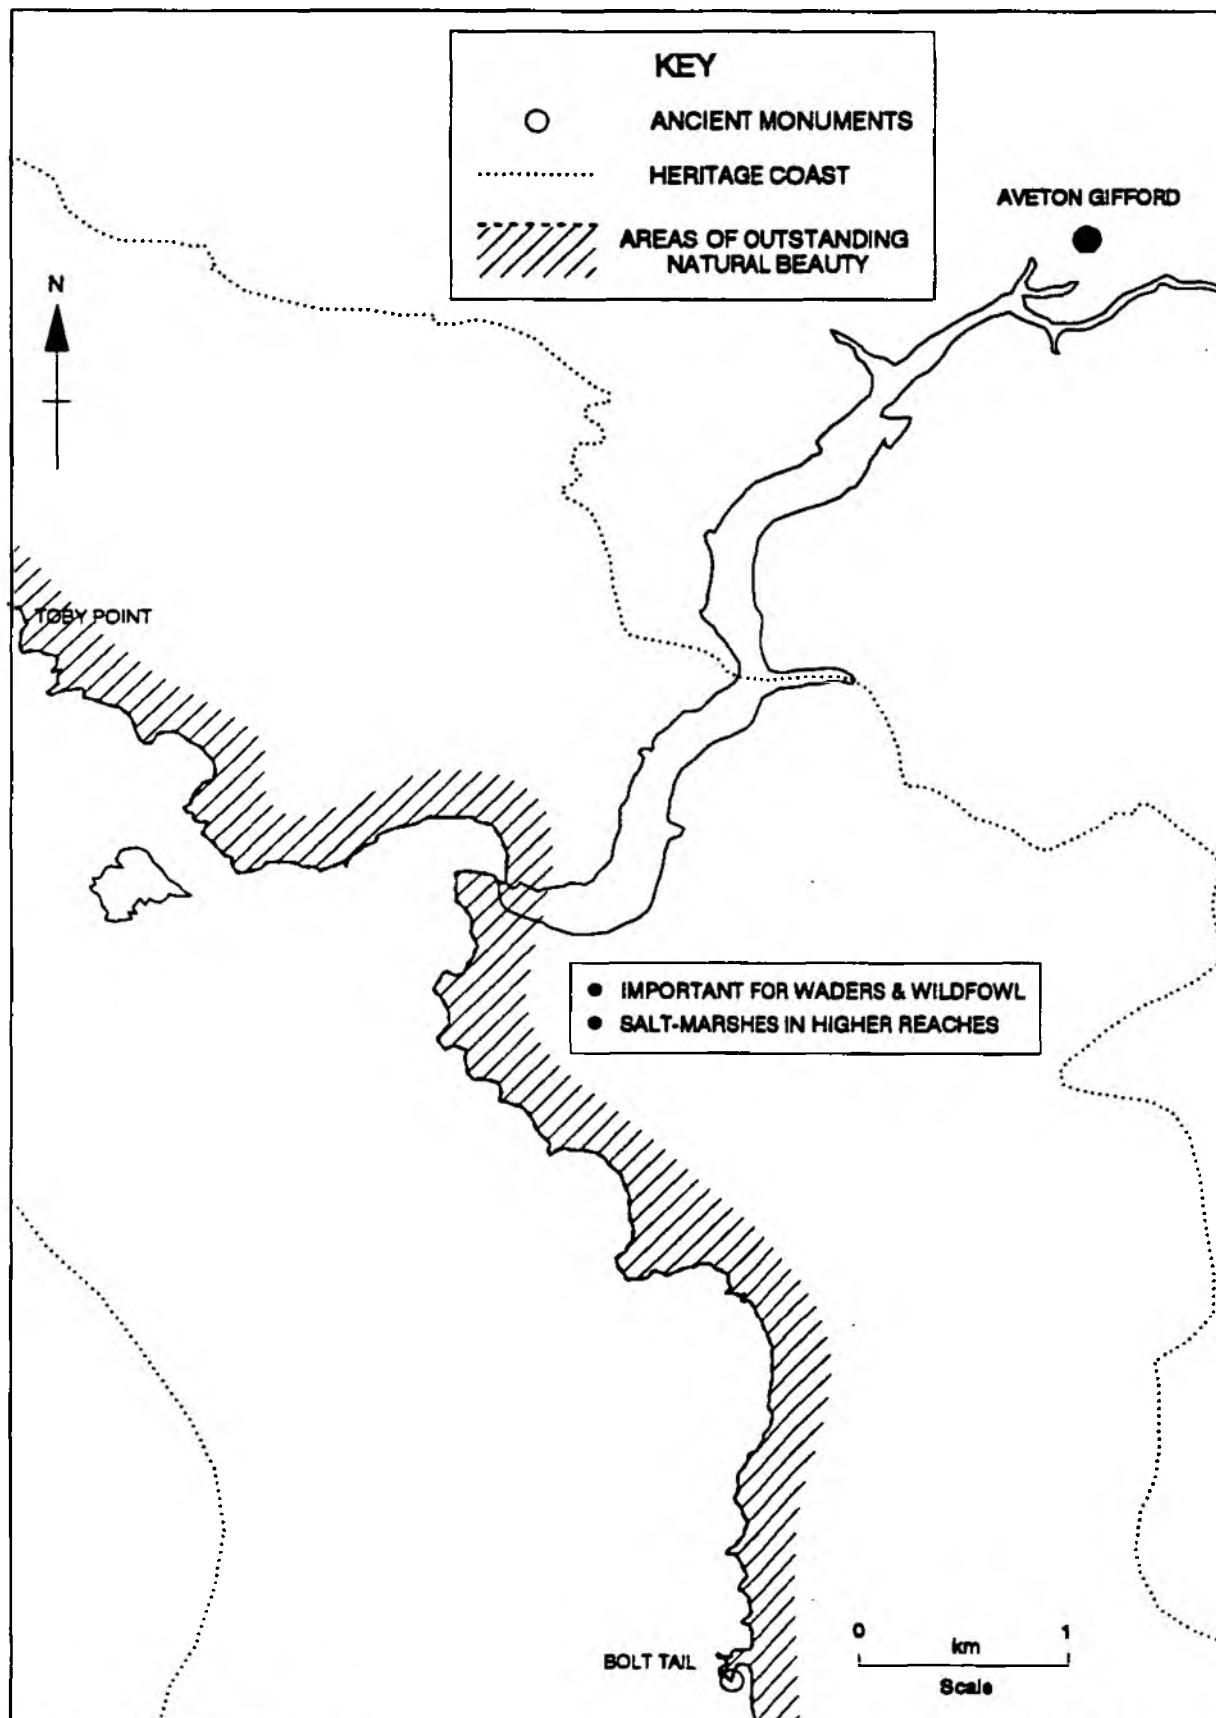 KEY
ANCIENT MONUMENTS
HERITAGE COAST
AREAS OF OUTSTANDING
NATURAL BEAUTY
AVETON GIFFORD
N
TOBY POINT
● IMPORTANT FOR WADERS & WILDFOWL
● SALT-MARSHES IN HIGHER REACHES
BOLT TAIL
0 km 1
Scale